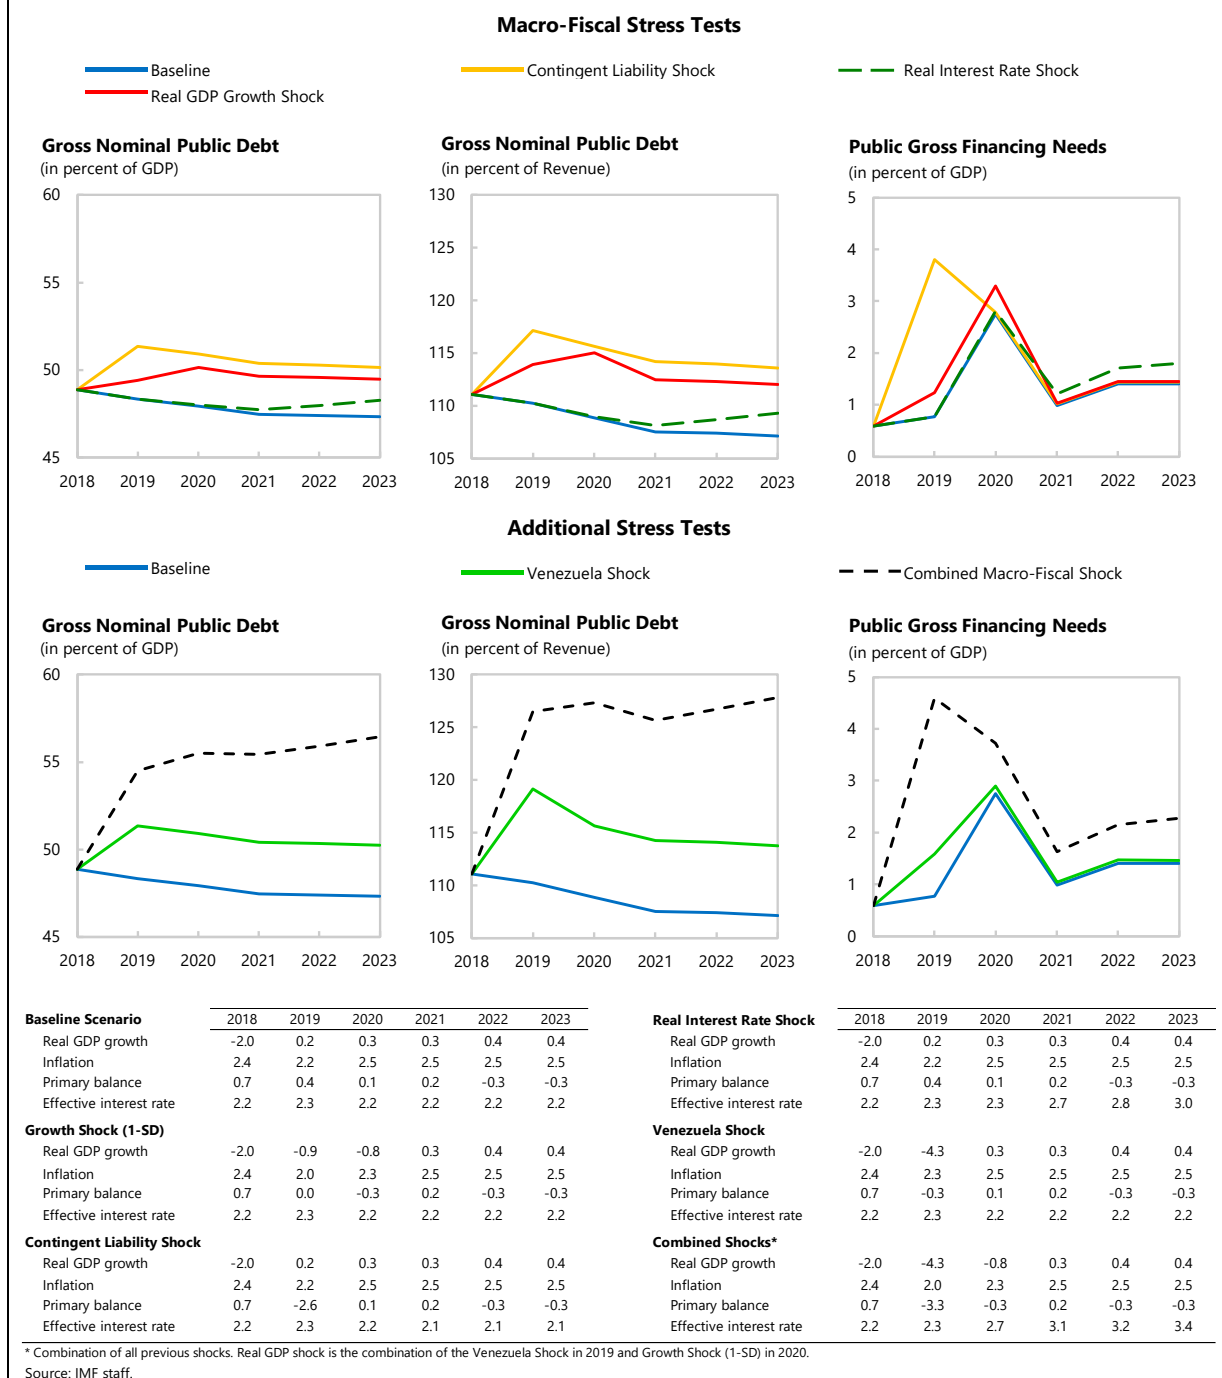 Macro-Fiscal Stress Tests
Baseline
Contingent Liability Shock
Real Interest Rate Shock
Real GDP Growth Shock
Gross Nominal Public Debt
(in percent of GDP)
60
55
50
45
2018 2019 2020 2021 2022 2023
Gross Nominal Public Debt
(in percent of Revenue)
130
125
120
115
110
105
2018 2019 2020 2021 2022 2023
Public Gross Financing Needs
(in percent of GDP)
5
4
3
2
1
0
2018 2019 2020 2021 2022 2023
Additional Stress Tests
Baseline
Venezuela Shock
Combined Macro-Fiscal Shock
Gross Nominal Public Debt
(in percent of GDP)
60
55
50
45
2018 2019 2020 2021 2022 2023
Gross Nominal Public Debt
(in percent of Revenue)
130
125
120
115
110
105
2018 2019 2020 2021 2022 2023
Public Gross Financing Needs
(in percent of GDP)
5
4
3
2
1
0
2018 2019 2020 2021 2022 2023
Baseline Scenario 2018 2019 2020 2021 2022 2023
Real GDP growth -2.0 0.2 0.3 0.3 0.4 0.4
Inflation 2.4 2.2 2.5 2.5 2.5 2.5
Primary balance 0.7 0.4 0.1 0.2 -0.3 -0.3
Effective interest rate 2.2 2.3 2.2 2.2 2.2 2.2
Growth Shock (1-SD)
Real GDP growth -2.0 -0.9 -0.8 0.3 0.4 0.4
Inflation 2.4 2.0 2.3 2.5 2.5 2.5
Primary balance 0.7 0.0 -0.3 0.2 -0.3 -0.3
Effective interest rate 2.2 2.3 2.2 2.2 2.2 2.2
Contingent Liability Shock
Real GDP growth -2.0 0.2 0.3 0.3 0.4 0.4
Inflation 2.4 2.2 2.5 2.5 2.5 2.5
Primary balance 0.7 -2.6 0.1 0.2 -0.3 -0.3
Effective interest rate 2.2 2.3 2.2 2.1 2.1 2.1
Real Interest Rate Shock 2018 2019 2020 2021 2022 2023
Real GDP growth -2.0 0.2 0.3 0.3 0.4 0.4
Inflation 2.4 2.2 2.5 2.5 2.5 2.5
Primary balance 0.7 0.4 0.1 0.2 -0.3 -0.3
Effective interest rate 2.2 2.3 2.3 2.7 2.8 3.0
Venezuela Shock
Real GDP growth -2.0 -4.3 0.3 0.3 0.4 0.4
Inflation 2.4 2.3 2.5 2.5 2.5 2.5
Primary balance 0.7 -0.3 0.1 0.2 -0.3 -0.3
Effective interest rate 2.2 2.3 2.2 2.2 2.2 2.2
Combined Shocks*
Real GDP growth -2.0 -4.3 -0.8 0.3 0.4 0.4
Inflation 2.4 2.0 2.3 2.5 2.5 2.5
Primary balance 0.7 -3.3 -0.3 0.2 -0.3 -0.3
Effective interest rate 2.2 2.3 2.7 3.1 3.2 3.4
* Combination of all previous shocks. Real GDP shock is the combination of the Venezuela Shock in 2019 and Growth Shock (1-SD) in 2020.
Source: IMF staff.